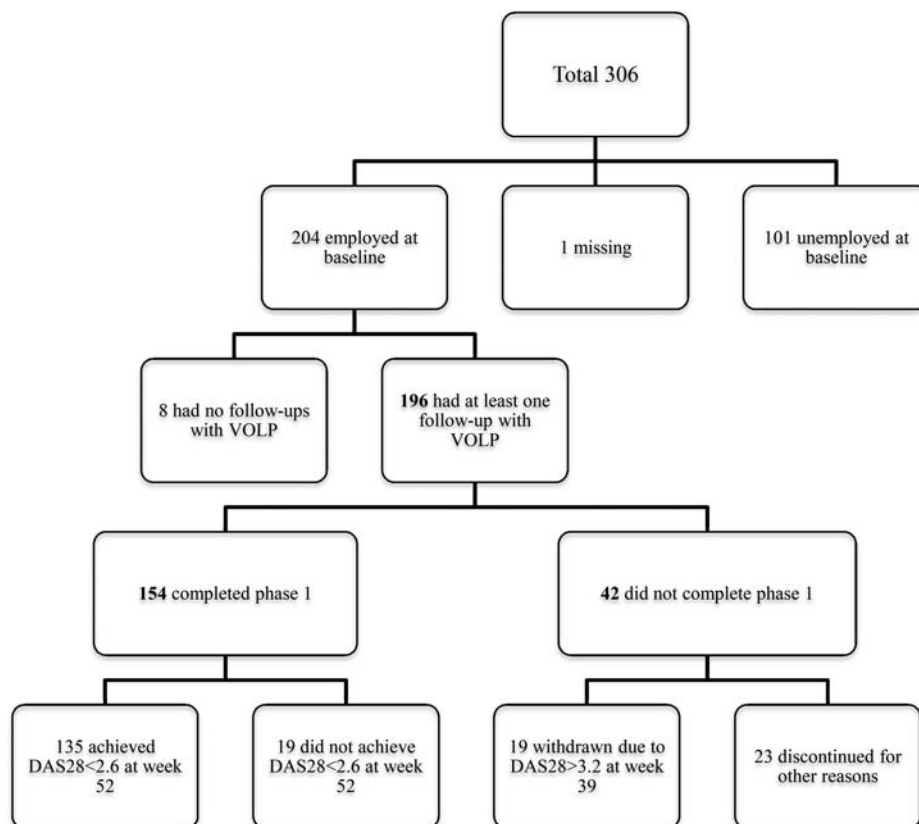 Total 306
204 employed at
baseline
1 missing
101 unemployed at
baseline
8 had no follow-ups
with VOLP
196 had at least one
follow-up with
VOLP
154 completed phase 1
42 did not complete phase 1
135 achieved
DAS28<2.6 at week
52
19 did not achieve
DAS28<2.6 at week
52
19 withdrawn due to
DAS28>3.2 at week
39
23 discontinued for
other reasons